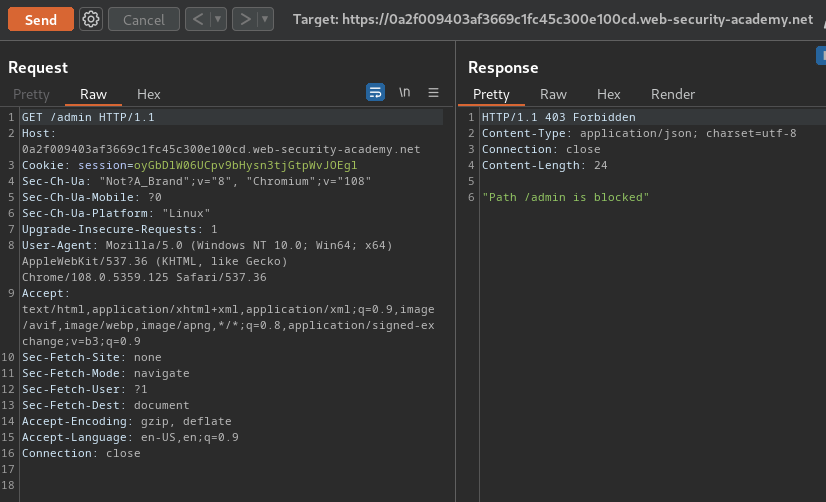 Send Cancel < > Target: https://0a2f009403af3669c1fc45c300e100cd.web-security-academy.net
Request
Pretty Raw Hex \n
1 GET /admin HTTP/1.1
2 Host:
0a2f009403af3669c1fc45c300e100cd.web-security-academy.net
3 Cookie: session=oyGbDlW06UCpv9bHysn3tjGtpWvJOEgl
4 Sec-Ch-Ua: "Not?A_Brand";v="8", "Chromium";v="108"
5 Sec-Ch-Ua-Mobile: ?0
6 Sec-Ch-Ua-Platform: "Linux"
7 Upgrade-Insecure-Requests: 1
8 User-Agent: Mozilla/5.0 (Windows NT 10.0; Win64; x64)
AppleWebKit/537.36 (KHTML, like Gecko)
Chrome/108.0.5359.125 Safari/537.36
9 Accept:
text/html,application/xhtml+xml,application/xml;q=0.9,image
/avif,image/webp,image/apng,*/*;q=0.8,application/signed-ex
change;v=b3;q=0.9
10 Sec-Fetch-Site: none
11 Sec-Fetch-Mode: navigate
12 Sec-Fetch-User: ?1
13 Sec-Fetch-Dest: document
14 Accept-Encoding: gzip, deflate
15 Accept-Language: en-US,en;q=0.9
16 Connection: close
17
18
Response
Pretty Raw Hex Render
1 HTTP/1.1 403 Forbidden
2 Content-Type: application/json; charset=utf-8
3 Connection: close
4 Content-Length: 24
5
6 "Path /admin is blocked"